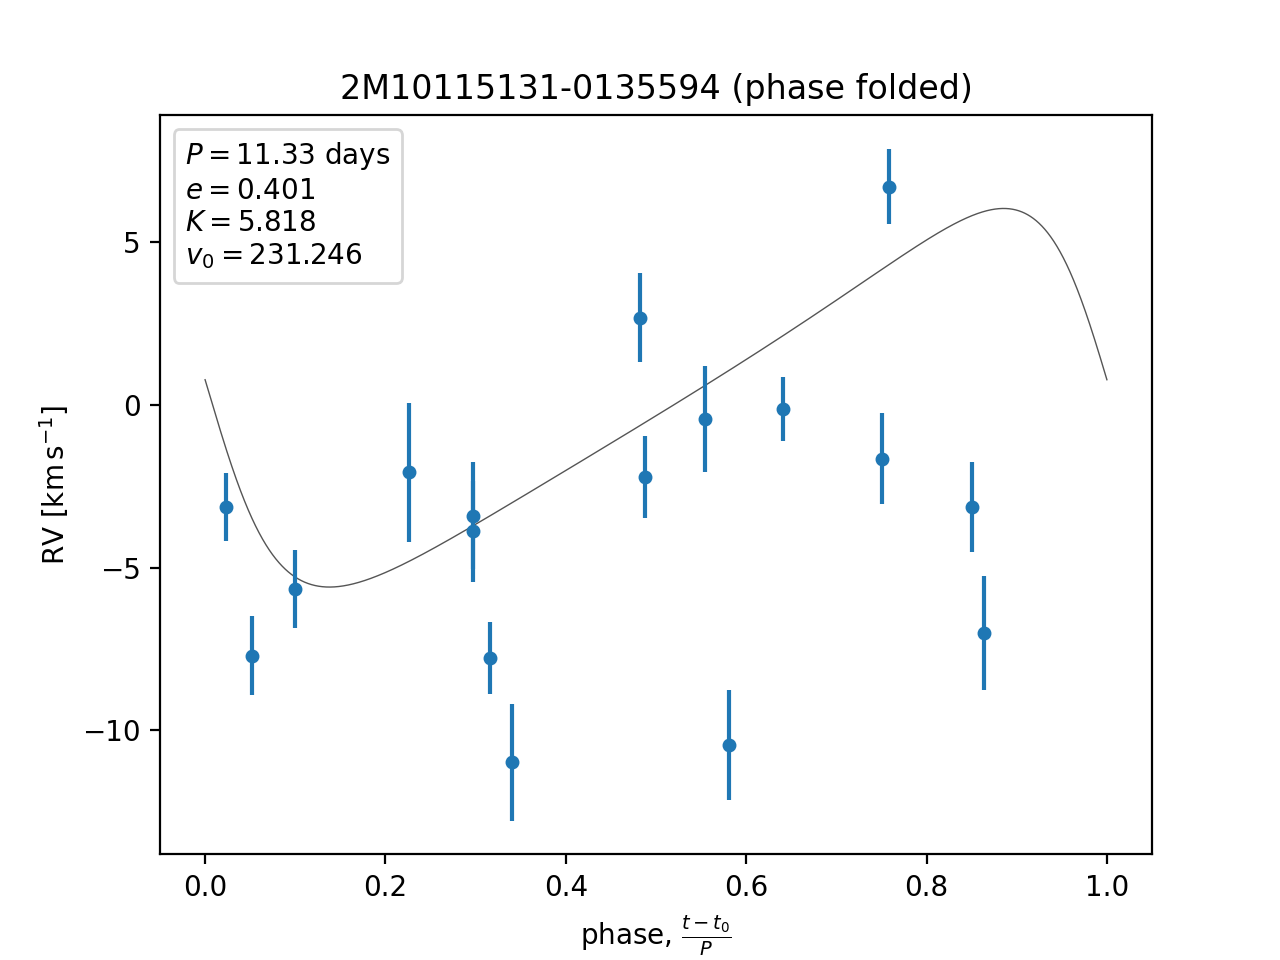 2M10115131-0135594 (phase folded)
P = 11.33 days
e = 0.401
K = 5.818
v₀ = 231.246
5
0
−5
−10
RV [km s⁻¹]
0.0 0.2 0.4 0.6 0.8 1.0
phase, (t − t₀)/P